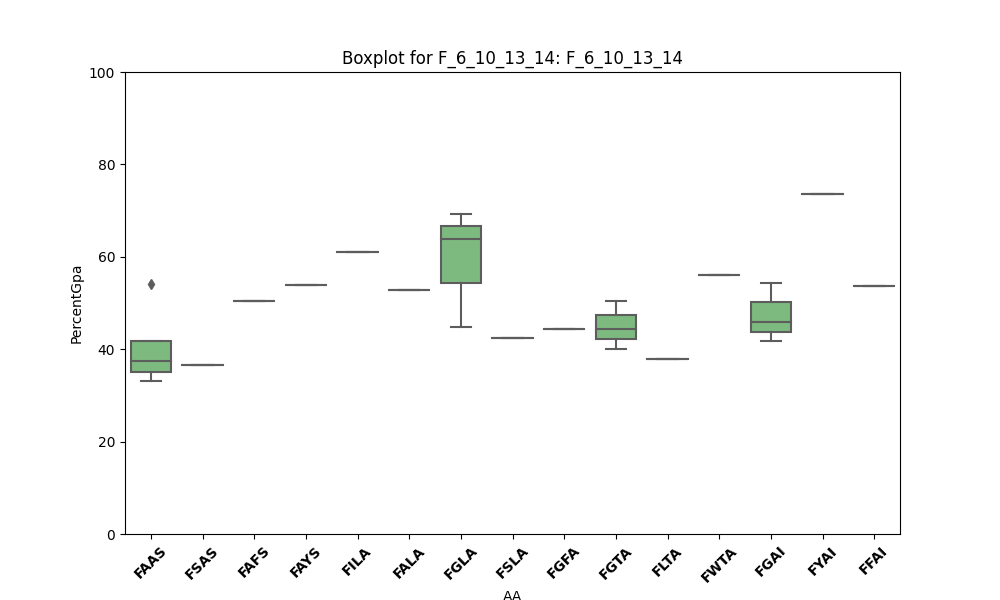 Boxplot for F_6_10_13_14: F_6_10_13_14
100
80
60
40
20
0
PercentGpa
FAAS
FSAS
FAFS
FAYS
FILA
FALA
FGLA
FSLA
FGFA
FGTA
FLTA
FWTA
FGAI
FYAI
FFAI
AA